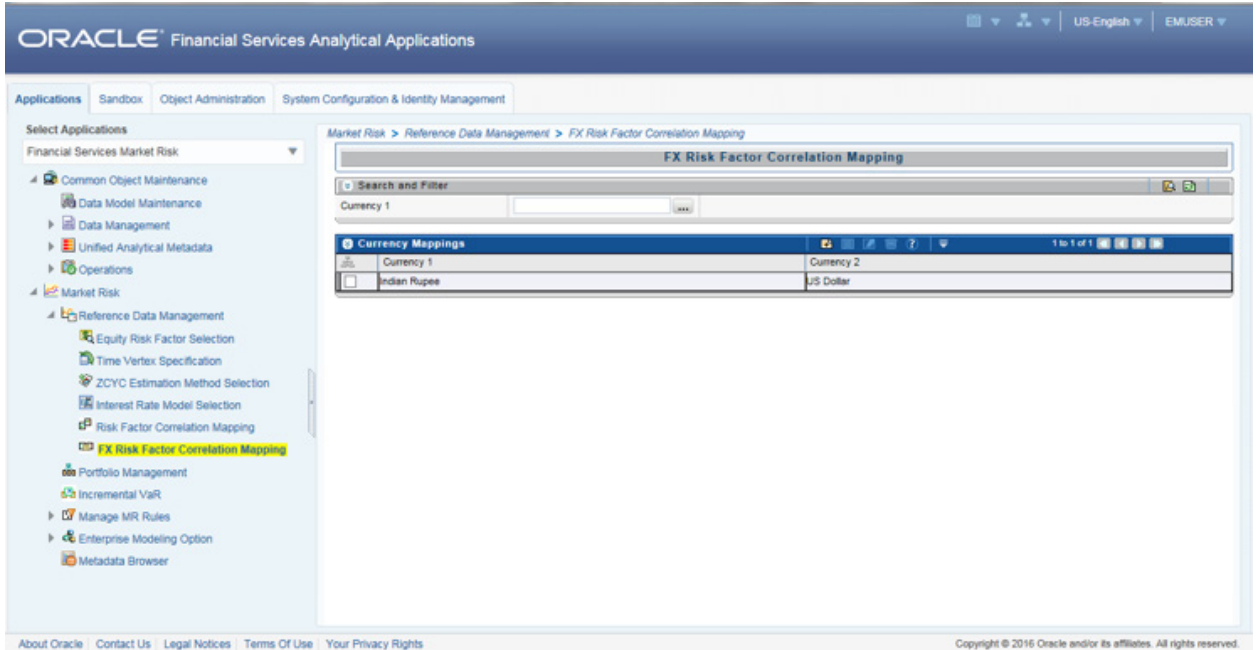 US-English EMUSER
ORACLE Financial Services Analytical Applications
Applications Sandbox Object Administration System Configuration & Identity Management
Select Applications
Financial Services Market Risk
Common Object Maintenance
Data Model Maintenance
Data Management
Unified Analytical Metadata
Operations
Market Risk
Reference Data Management
Equity Risk Factor Selection
Time Vertex Specification
ZCYC Estimation Method Selection
Interest Rate Model Selection
Risk Factor Correlation Mapping
FX Risk Factor Correlation Mapping
Portfolio Management
Incremental VaR
Manage MR Rules
Enterprise Modeling Option
Metadata Browser
Market Risk > Reference Data Management > FX Risk Factor Correlation Mapping
FX Risk Factor Correlation Mapping
Search and Filter
Currency 1 ...
Currency Mappings 1 to 1 of 1
Currency 1 Currency 2
Indian Rupee US Dollar
About Oracle Contact Us Legal Notices Terms Of Use Your Privacy Rights Copyright © 2016 Oracle and/or its affiliates. All rights reserved.